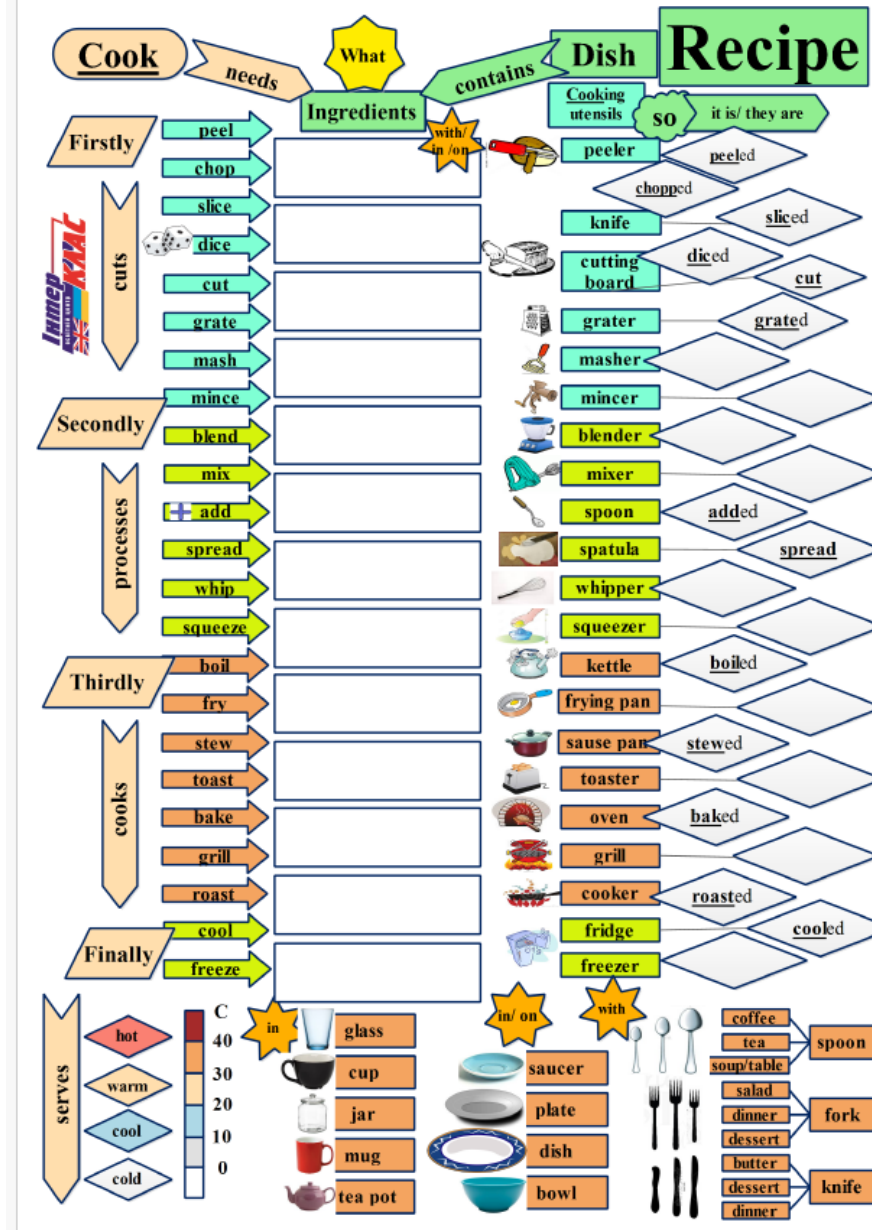 Cook
needs
What
contains
Dish
Recipe
Ingredients
Cooking
utensils
so
it is/ they are
Firstly
with/
in /on
peel
peeler
peeled
chop
chopped
slice
knife
sliced
cuts
Інтер
КЛАС
dice
cutting
board
diced
cut
cut
grate
grater
grated
mash
masher
mince
mincer
Secondly
blend
blender
processes
mix
mixer
add
spoon
added
spread
spatula
spread
whip
whipper
squeeze
squeezer
Thirdly
boil
kettle
boiled
fry
frying pan
cooks
stew
sause pan
stewed
toast
toaster
bake
oven
baked
grill
grill
roast
cooker
roasted
Finally
cool
fridge
cooled
freeze
freezer
serves
hot
warm
cool
cold
C
40
30
20
10
0
in
glass
cup
jar
mug
tea pot
in/ on
saucer
plate
dish
bowl
with
coffee
tea
soup/table
spoon
salad
dinner
dessert
fork
butter
dessert
dinner
knife